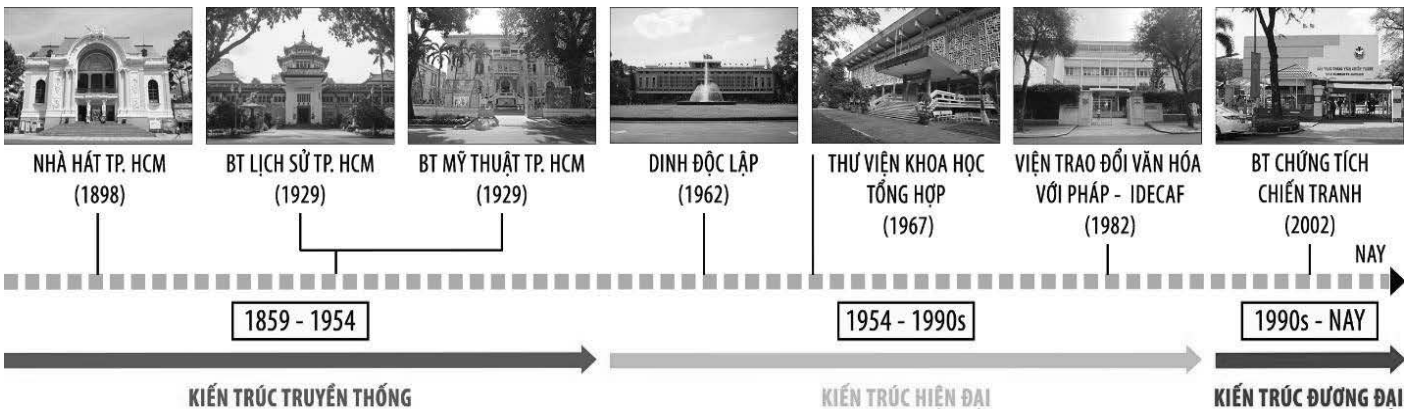 NHÀ HÁT TP. HCM
(1898)
BT LỊCH SỬ TP. HCM
(1929)
BT MỸ THUẬT TP. HCM
(1929)
DINH ĐỘC LẬP
(1962)
THƯ VIỆN KHOA HỌC
TỔNG HỢP
(1967)
VIỆN TRAO ĐỔI VĂN HÓA
VỚI PHÁP - IDECAF
(1982)
BT CHỨNG TÍCH
CHIẾN TRANH
(2002)
NAY
1859 - 1954
1954 - 1990s
1990s - NAY
KIẾN TRÚC TRUYỀN THỐNG
KIẾN TRÚC HIỆN ĐẠI
KIẾN TRÚC ĐƯƠNG ĐẠI